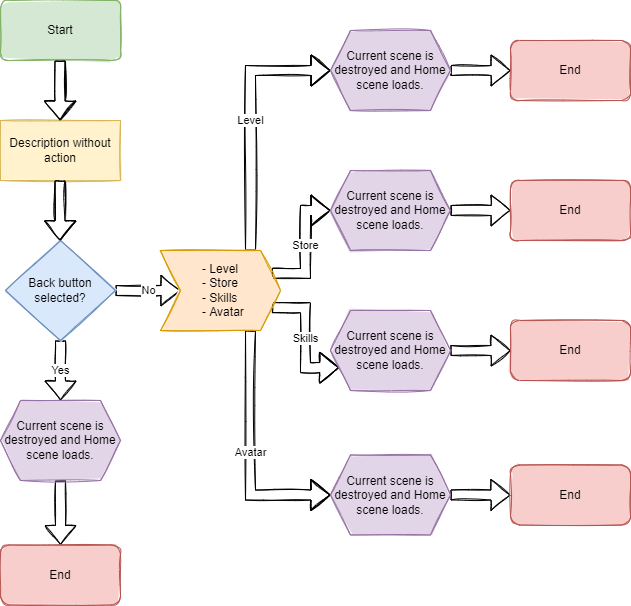 Start
Description without
action
Back button
selected?
No
Yes
Current scene is
destroyed and Home
scene loads.
End
- Level
- Store
- Skills
- Avatar
Level
Current scene is
destroyed and Home
scene loads.
End
Store
Current scene is
destroyed and Home
scene loads.
End
Skills
Current scene is
destroyed and Home
scene loads.
End
Avatar
Current scene is
destroyed and Home
scene loads.
End